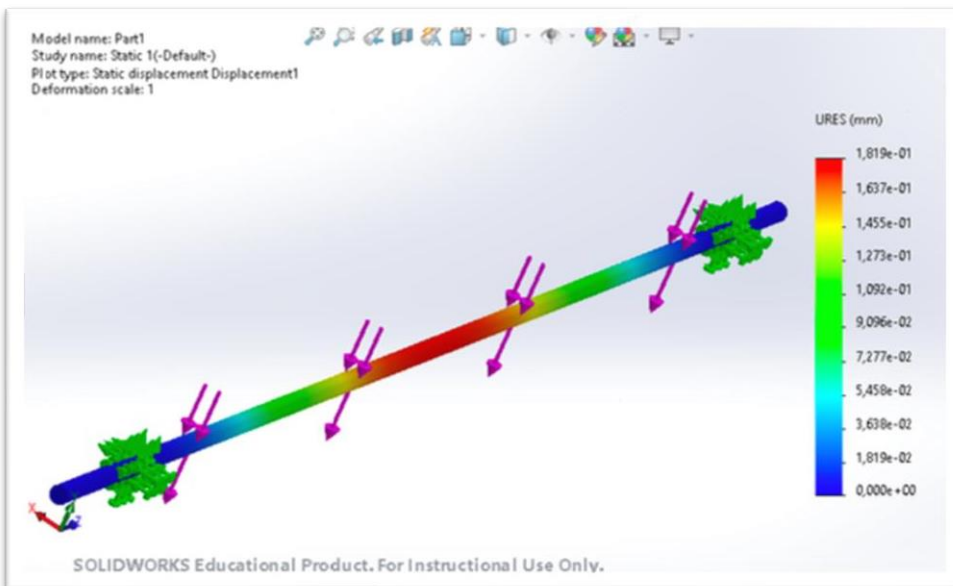 Model name: Part1
Study name: Static 1(-Default-)
Plot type: Static displacement Displacement1
Deformation scale: 1
URES (mm)
1,819e-01
1,637e-01
1,455e-01
1,273e-01
1,092e-01
9,096e-02
7,277e-02
5,458e-02
3,638e-02
1,819e-02
0,000e+00
X
Z
SOLIDWORKS Educational Product. For Instructional Use Only.